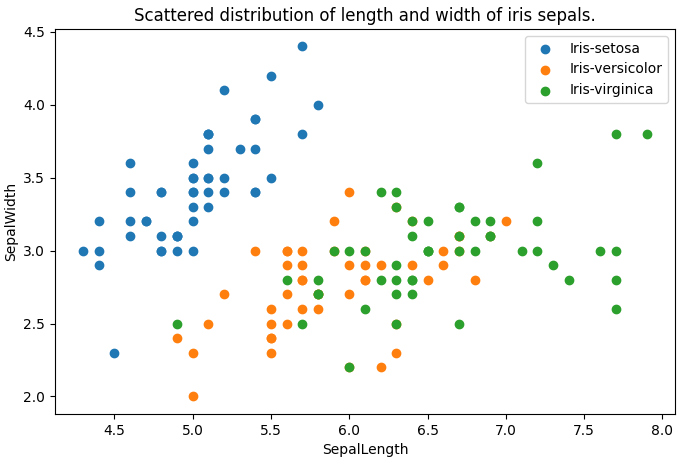 Scattered distribution of length and width of iris sepals.
Iris-setosa
Iris-versicolor
Iris-virginica
4.5
4.0
3.5
3.0
2.5
2.0
SepalWidth
4.5 5.0 5.5 6.0 6.5 7.0 7.5 8.0
SepalLength